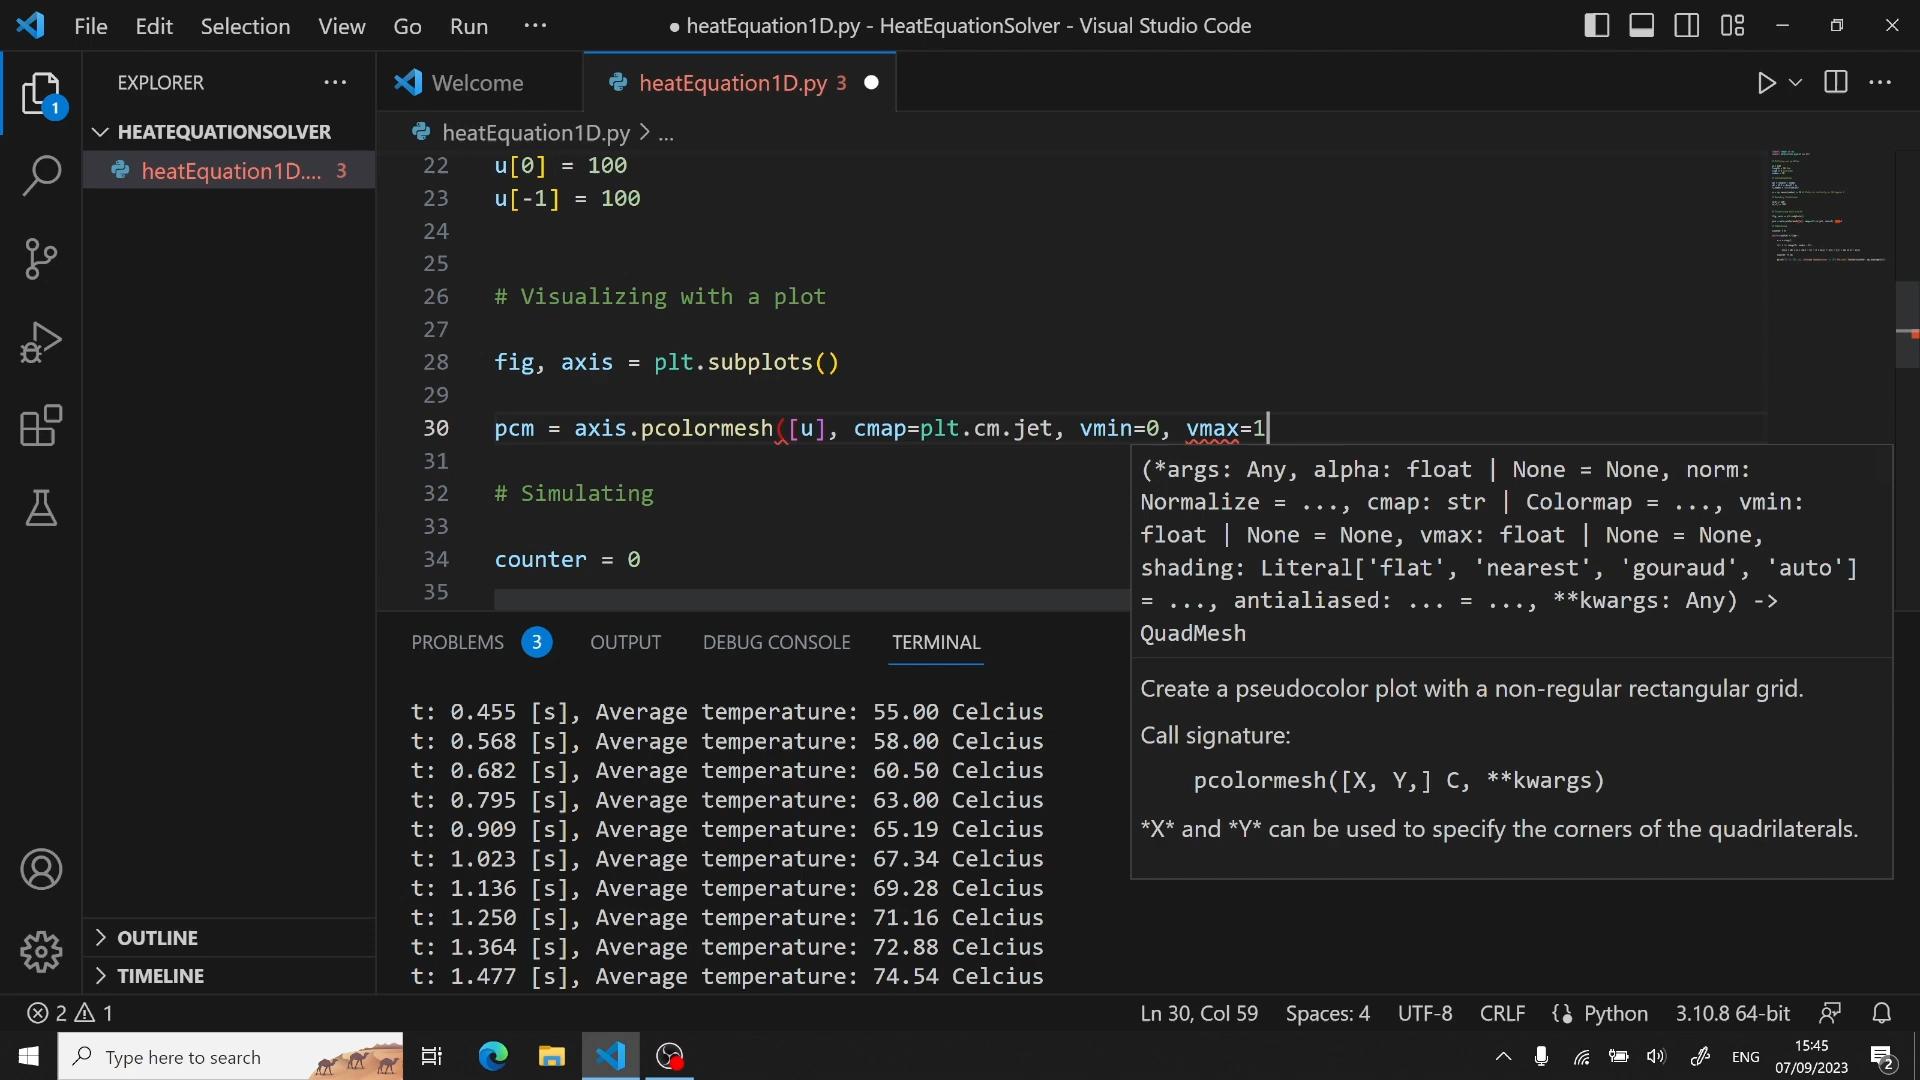 File Edit Selection View Go Run ...
● heatEquation1D.py - HeatEquationSolver - Visual Studio Code
EXPLORER
HEATEQUATIONSOLVER
heatEquation1D.... 3
1
Welcome
heatEquation1D.py 3
heatEquation1D.py > ...
22 u[0] = 100
23 u[-1] = 100
24
25
26 # Visualizing with a plot
27
28 fig, axis = plt.subplots()
29
30 pcm = axis.pcolormesh([u], cmap=plt.cm.jet, vmin=0, vmax=1
31
32 # Simulating
33
34 counter = 0
35
(*args: Any, alpha: float | None = None, norm:
Normalize = ..., cmap: str | Colormap = ..., vmin:
float | None = None, vmax: float | None = None,
shading: Literal['flat', 'nearest', 'gouraud', 'auto']
= ..., antialiased: ... = ..., **kwargs: Any) ->
QuadMesh
Create a pseudocolor plot with a non-regular rectangular grid.
Call signature:
pcolormesh([X, Y,] C, **kwargs)
*X* and *Y* can be used to specify the corners of the quadrilaterals.
PROBLEMS 3 OUTPUT DEBUG CONSOLE TERMINAL
t: 0.455 [s], Average temperature: 55.00 Celcius
t: 0.568 [s], Average temperature: 58.00 Celcius
t: 0.682 [s], Average temperature: 60.50 Celcius
t: 0.795 [s], Average temperature: 63.00 Celcius
t: 0.909 [s], Average temperature: 65.19 Celcius
t: 1.023 [s], Average temperature: 67.34 Celcius
t: 1.136 [s], Average temperature: 69.28 Celcius
t: 1.250 [s], Average temperature: 71.16 Celcius
t: 1.364 [s], Average temperature: 72.88 Celcius
t: 1.477 [s], Average temperature: 74.54 Celcius
OUTLINE
TIMELINE
2 1
Ln 30, Col 59 Spaces: 4 UTF-8 CRLF Python 3.10.8 64-bit
Type here to search
ENG
15:45
07/09/2023
2